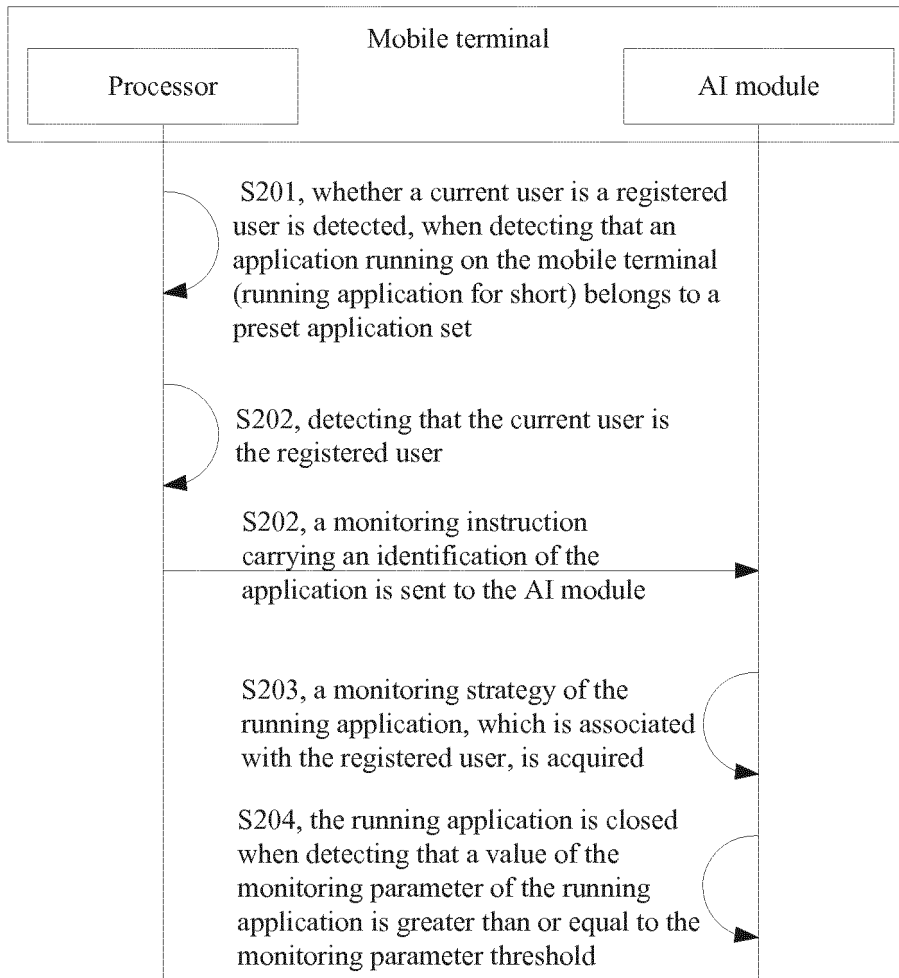 Mobile terminal
Processor
AI module
S201, whether a current user is a registered
user is detected, when detecting that an
application running on the mobile terminal
(running application for short) belongs to a
preset application set
S202, detecting that the current user is
the registered user
S202, a monitoring instruction
carrying an identification of the
application is sent to the AI module
S203, a monitoring strategy of the
running application, which is associated
with the registered user, is acquired
S204, the running application is closed
when detecting that a value of the
monitoring parameter of the running
application is greater than or equal to the
monitoring parameter threshold